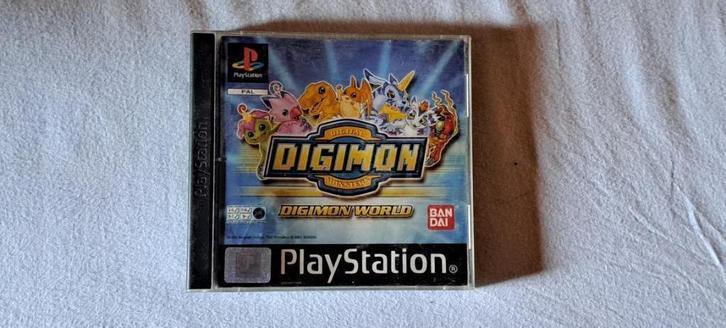 PlayStation
PlayStation
PAL
DIGITAL
DIGIMON
MONSTERS
DIGIMON WORLD
BAN
DAI
PlayStation®